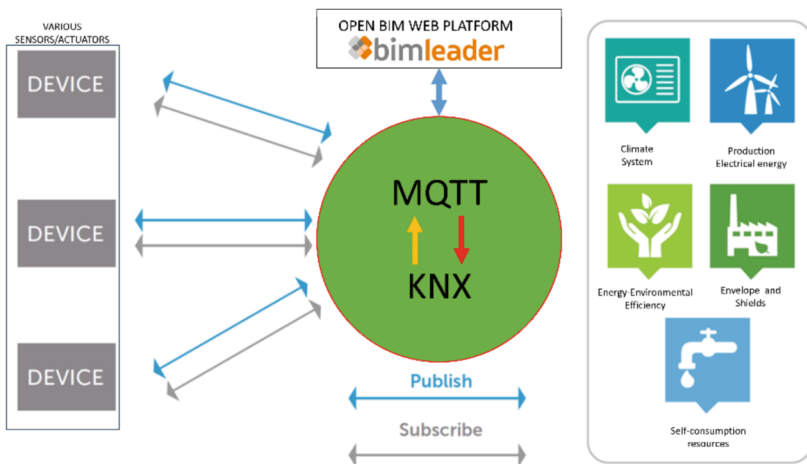 VARIOUS
SENSORS/ACTUATORS
DEVICE
DEVICE
DEVICE
OPEN BIM WEB PLATFORM
bimleader
MQTT
KNX
Publish
Subscribe
Climate
System
Production
Electrical energy
Energy-Environmental
Efficiency
Envelope and
Shields
Self-consumption
resources